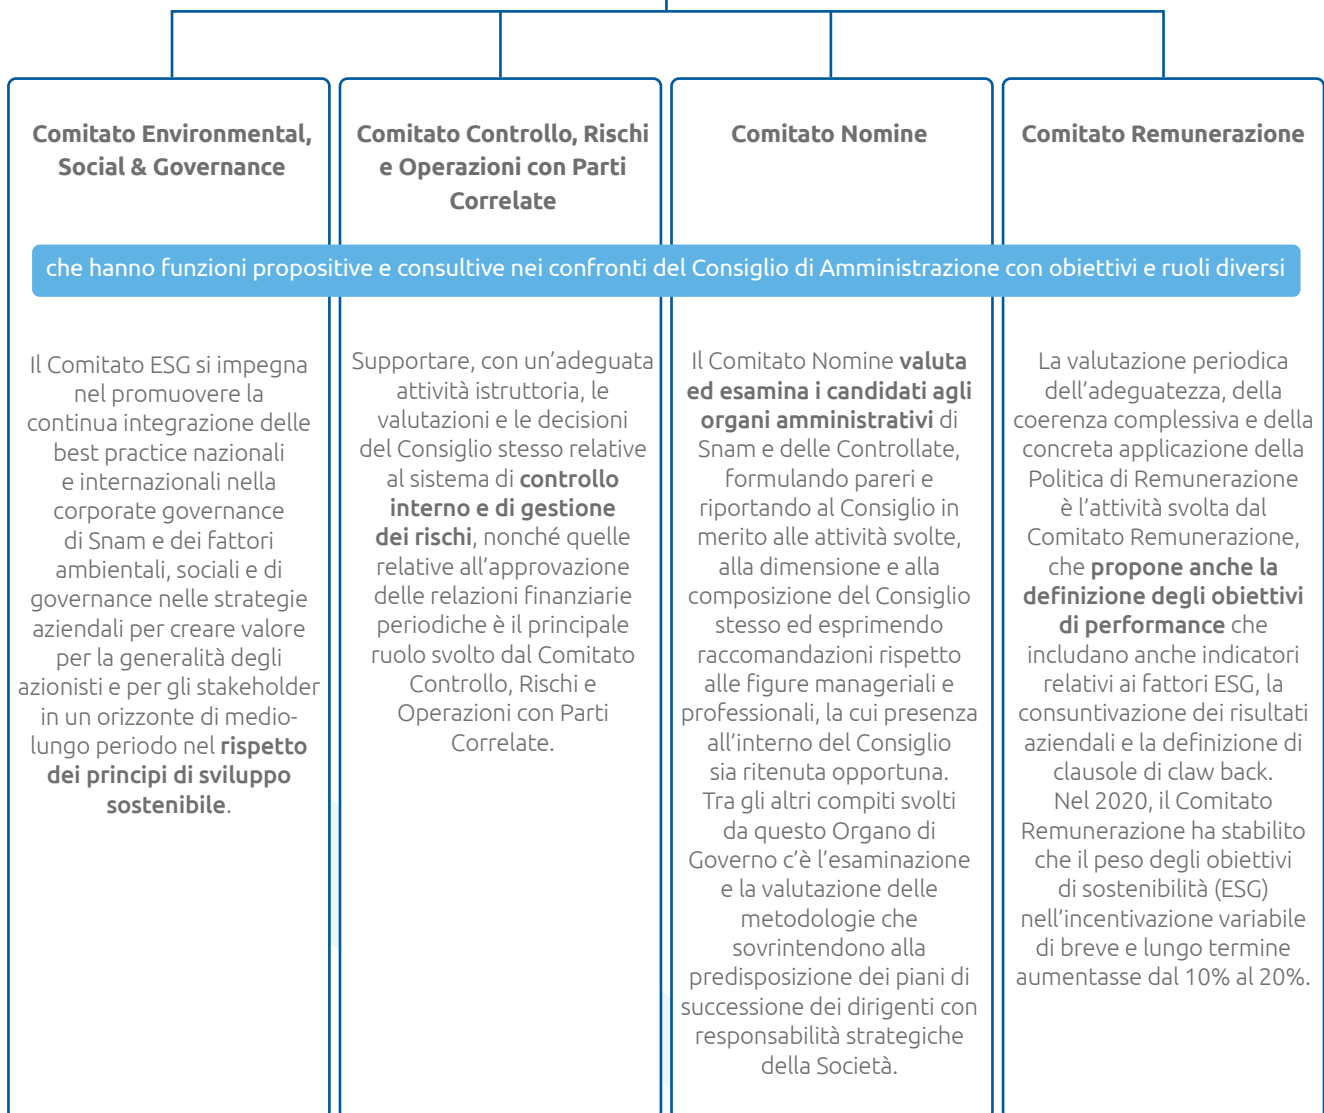 Comitato Environmental,
Social & Governance
Comitato Controllo, Rischi
e Operazioni con Parti
Correlate
Comitato Nomine
Comitato Remunerazione
che hanno funzioni propositive e consultive nei confronti del Consiglio di Amministrazione con obiettivi e ruoli diversi
Il Comitato ESG si impegna
nel promuovere la
continua integrazione delle
best practice nazionali
e internazionali nella
corporate governance
di Snam e dei fattori
ambientali, sociali e di
governance nelle strategie
aziendali per creare valore
per la generalità degli
azionisti e per gli stakeholder
in un orizzonte di medio-
lungo periodo nel rispetto
dei principi di sviluppo
sostenibile.
Supportare, con un’adeguata
attività istruttoria, le
valutazioni e le decisioni
del Consiglio stesso relative
al sistema di controllo
interno e di gestione
dei rischi, nonché quelle
relative all’approvazione
delle relazioni finanziarie
periodiche è il principale
ruolo svolto dal Comitato
Controllo, Rischi e
Operazioni con Parti
Correlate.
Il Comitato Nomine valuta
ed esamina i candidati agli
organi amministrativi di
Snam e delle Controllate,
formulando pareri e
riportando al Consiglio in
merito alle attività svolte,
alla dimensione e alla
composizione del Consiglio
stesso ed esprimendo
raccomandazioni rispetto
alle figure manageriali e
professionali, la cui presenza
all’interno del Consiglio
sia ritenuta opportuna.
Tra gli altri compiti svolti
da questo Organo di
Governo c’è l’esaminazione
e la valutazione delle
metodologie che
sovrintendono alla
predisposizione dei piani di
successione dei dirigenti con
responsabilità strategiche
della Società.
La valutazione periodica
dell’adeguatezza, della
coerenza complessiva e della
concreta applicazione della
Politica di Remunerazione
è l’attività svolta dal
Comitato Remunerazione,
che propone anche la
definizione degli obiettivi
di performance che
includano anche indicatori
relativi ai fattori ESG, la
consuntivazione dei risultati
aziendali e la definizione di
clausole di claw back.
Nel 2020, il Comitato
Remunerazione ha stabilito
che il peso degli obiettivi
di sostenibilità (ESG)
nell’incentivazione variabile
di breve e lungo termine
aumentasse dal 10% al 20%.